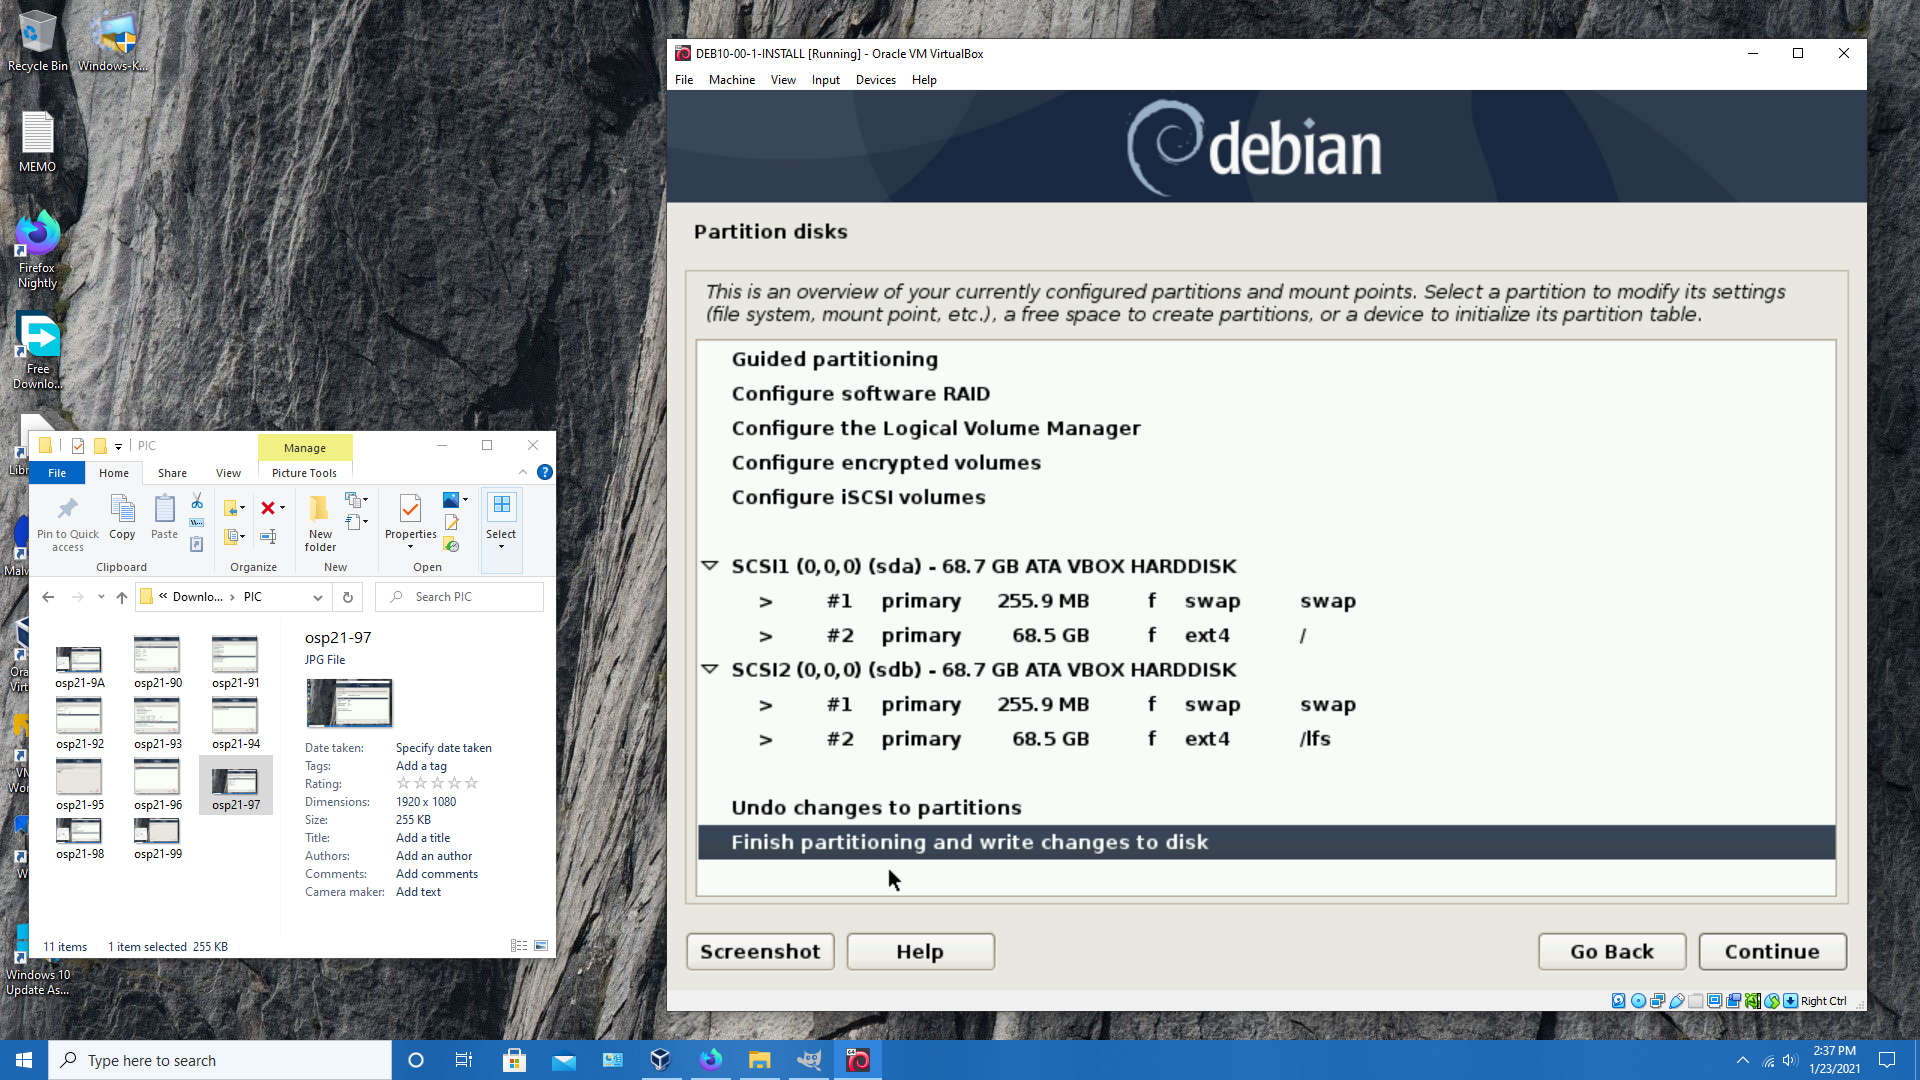 Recycle Bin
Windows-K...
MEMO
Firefox
Nightly
Free
Downlo...
Windows 10
Update As...
PIC
Manage
File
Home
Share
View
Picture Tools
Pin to Quick
access
Copy
Paste
New
folder
Properties
Select
Clipboard
Organize
New
Open
Downlo...
PIC
Search PIC
osp21-9A
osp21-90
osp21-91
osp21-92
osp21-93
osp21-94
osp21-95
osp21-96
osp21-97
osp21-98
osp21-99
osp21-97
JPG File
Date taken: Specify date taken
Tags: Add a tag
Rating:
Dimensions: 1920 x 1080
Size: 255 KB
Title: Add a title
Authors: Add an author
Comments: Add comments
Camera maker: Add text
11 items
1 item selected 255 KB
DEB10-00-1-INSTALL [Running] - Oracle VM VirtualBox
File Machine View Input Devices Help
debian
Partition disks
This is an overview of your currently configured partitions and mount points. Select a partition to modify its settings
(file system, mount point, etc.), a free space to create partitions, or a device to initialize its partition table.
Guided partitioning
Configure software RAID
Configure the Logical Volume Manager
Configure encrypted volumes
Configure iSCSI volumes
SCSI1 (0,0,0) (sda) - 68.7 GB ATA VBOX HARDDISK
> #1 primary 255.9 MB f swap swap
> #2 primary 68.5 GB f ext4 /
SCSI2 (0,0,0) (sdb) - 68.7 GB ATA VBOX HARDDISK
> #1 primary 255.9 MB f swap swap
> #2 primary 68.5 GB f ext4 /lfs
Undo changes to partitions
Finish partitioning and write changes to disk
Screenshot
Help
Go Back
Continue
Right Ctrl
Type here to search
2:37 PM
1/23/2021